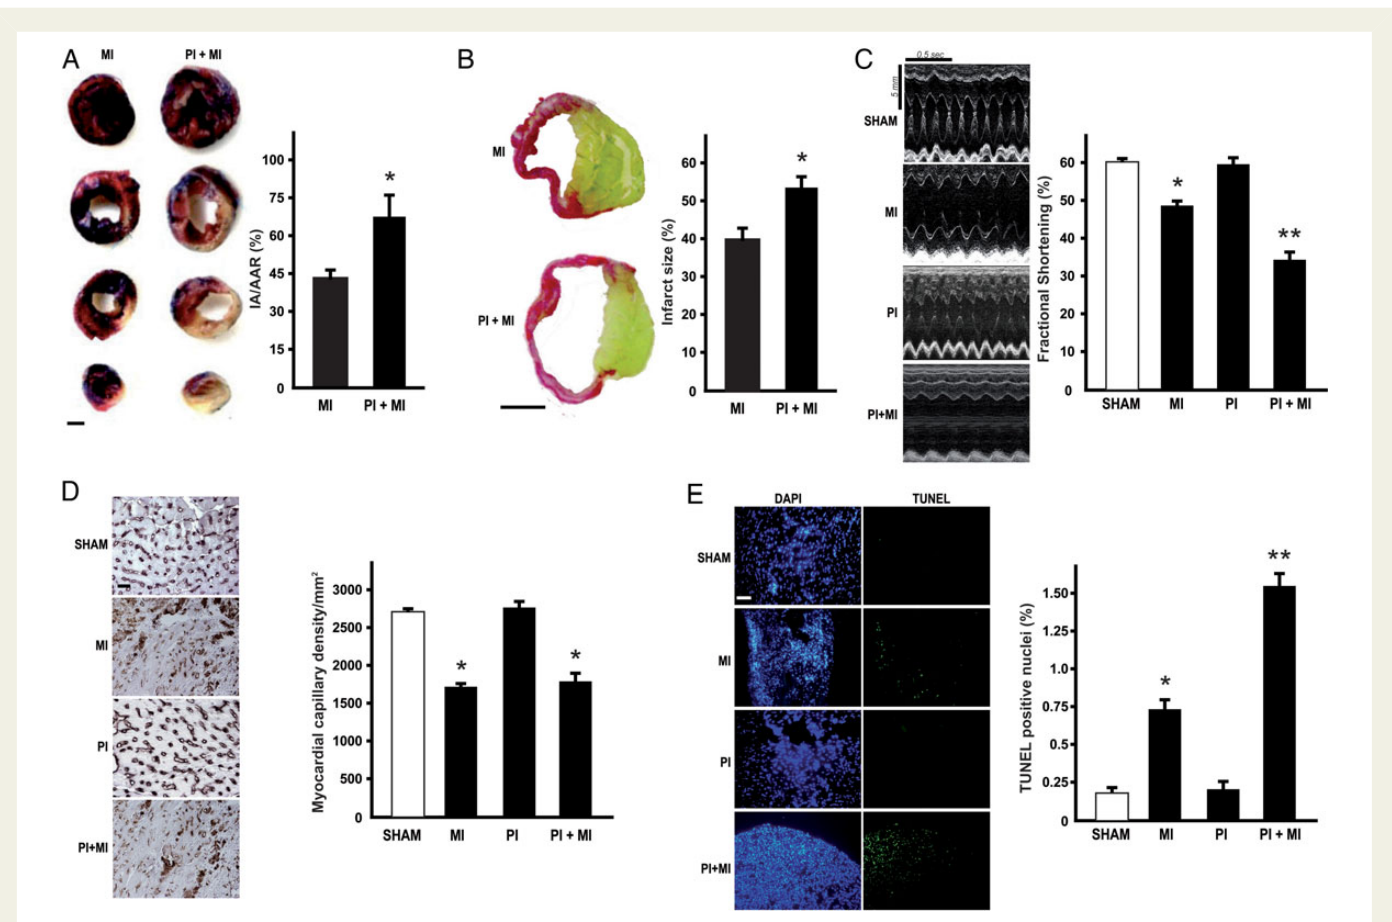 A
MI
PI + MI
IA/AAR (%)
100
75
60
45
30
15
0
*
MI
PI + MI
B
MI
PI + MI
Infarct size (%)
60
50
40
30
20
10
0
*
MI
PI + MI
C
0.5 sec
5 mm
SHAM
MI
PI
PI+MI
Fractional Shortening (%)
60
50
40
30
20
10
0
*
**
SHAM
MI
PI
PI + MI
D
SHAM
MI
PI
PI+MI
Myocardial capillary density/mm²
3000
2500
2000
1500
1000
500
0
*
*
SHAM
MI
PI
PI + MI
E
DAPI
TUNEL
SHAM
MI
PI
PI+MI
TUNEL positive nuclei (%)
1.50
1.25
1.0
0.75
0.5
0.25
0
*
**
SHAM
MI
PI
PI + MI